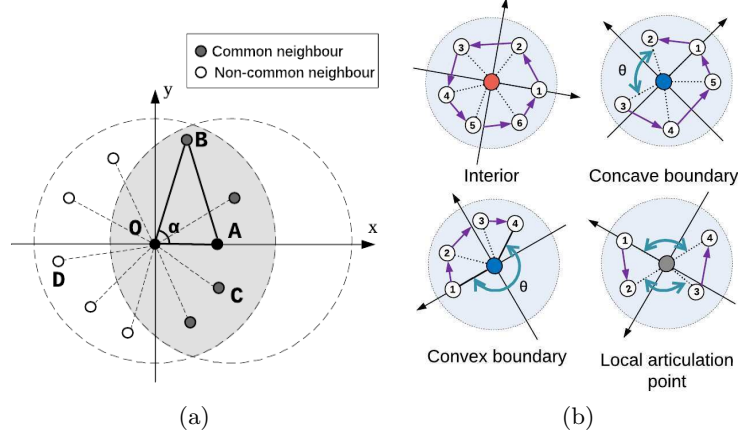 Common neighbour
Non-common neighbour
y
B
O
α
A
x
D
C
(a)
3
2
4
1
5
6
Interior
2
1
θ
5
3
4
Concave boundary
3
4
2
1
θ
Convex boundary
1
4
2
3
Local articulation
point
(b)